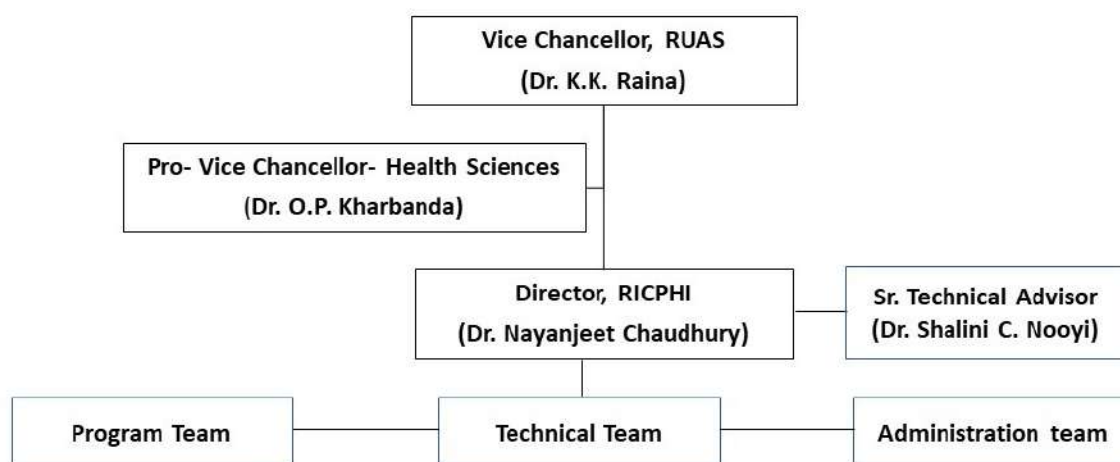 Vice Chancellor, RUAS
(Dr. K.K. Raina)
Pro- Vice Chancellor- Health Sciences
(Dr. O.P. Kharbanda)
Director, RICPHI
(Dr. Nayanjeet Chaudhury)
Sr. Technical Advisor
(Dr. Shalini C. Nooyi)
Program Team
Technical Team
Administration team